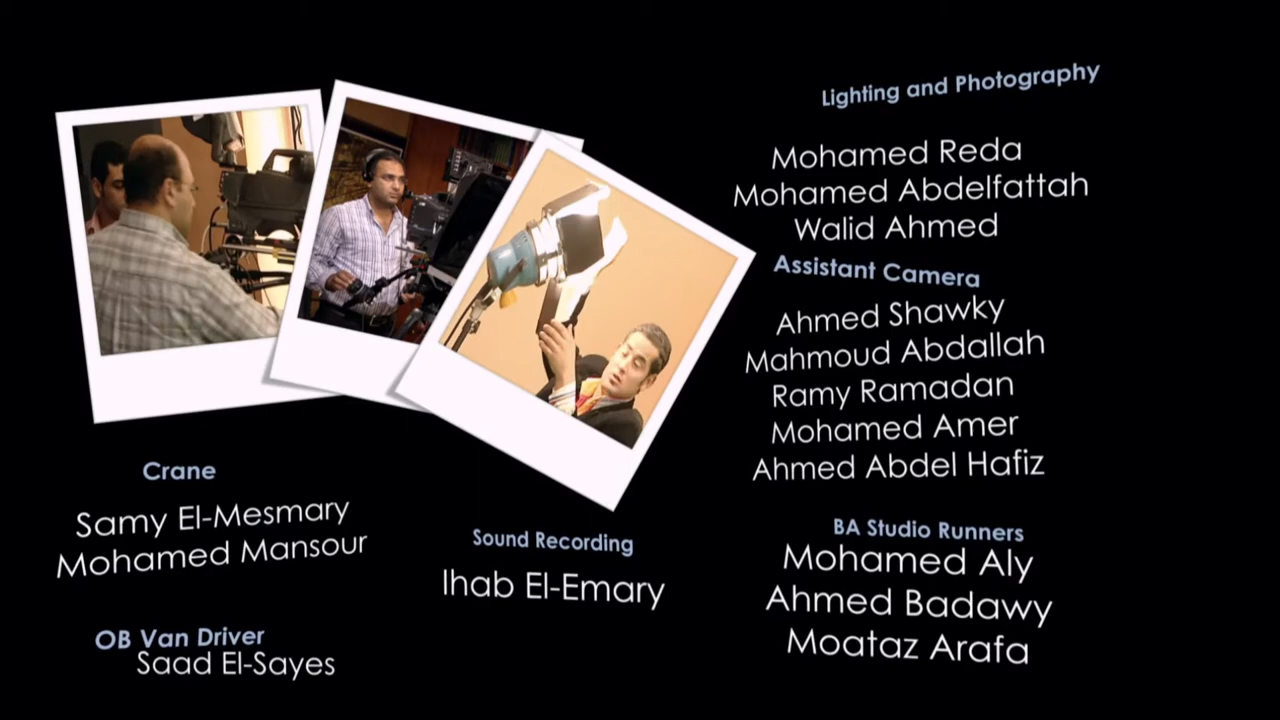 Lighting and Photography
Mohamed Reda
Mohamed Abdelfattah
Walid Ahmed
Assistant Camera
Ahmed Shawky
Mahmoud Abdallah
Ramy Ramadan
Mohamed Amer
Ahmed Abdel Hafiz
Crane
Samy El-Mesmary
Mohamed Mansour
Sound Recording
Ihab El-Emary
BA Studio Runners
Mohamed Aly
Ahmed Badawy
Moataz Arafa
OB Van Driver
Saad El-Sayes